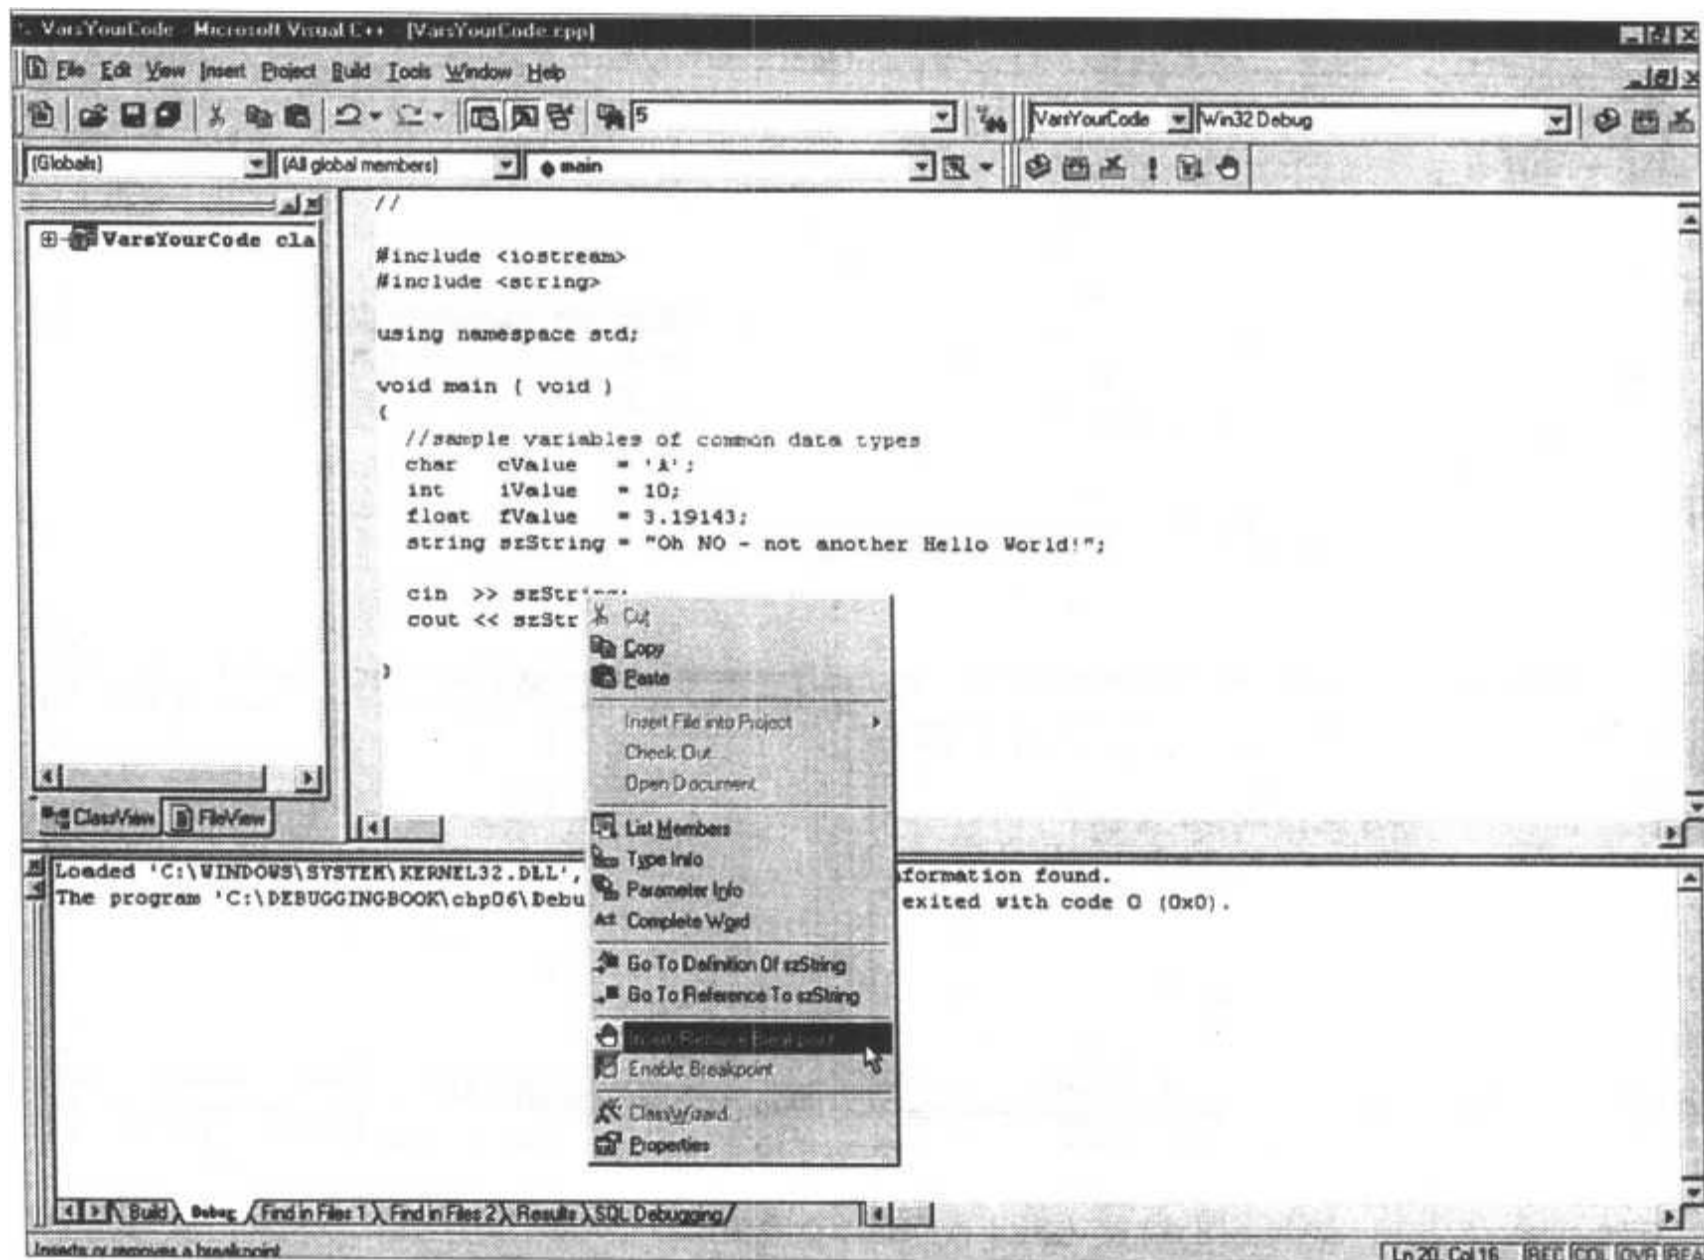 VarsYourCode - Microsoft Visual C++ - [VarsYourCode.cpp]
File Edit View Insert Project Build Tools Window Help
5
VarsYourCode
Win32 Debug
(Globals)
(All global members)
main
VarsYourCode cla
//
#include <iostream>
#include <string>
using namespace std;
void main ( void )
{
//sample variables of common data types
char cValue = 'A';
int iValue = 10;
float fValue = 3.19143;
string szString = "Oh NO - not another Hello World!";
cin >> szString;
cout << szStr
}
Cut
Copy
Paste
Insert File into Project
Check Out...
Open Document
List Members
Type Info
Parameter Info
Complete Word
Go To Definition Of szString
Go To Reference To szString
Insert/Remove Breakpoint
Enable Breakpoint
ClassWizard...
Properties
ClassView
FileView
Loaded 'C:\WINDOWS\SYSTEM\KERNEL32.DLL', formation found.
The program 'C:\DEBUGGINGBOOK\chp06\Debu exited with code 0 (0x0).
Build
Debug
Find in Files 1
Find in Files 2
Results
SQL Debugging
Inserts or removes a breakpoint
Ln 20, Col 16 REC COL OVR REA